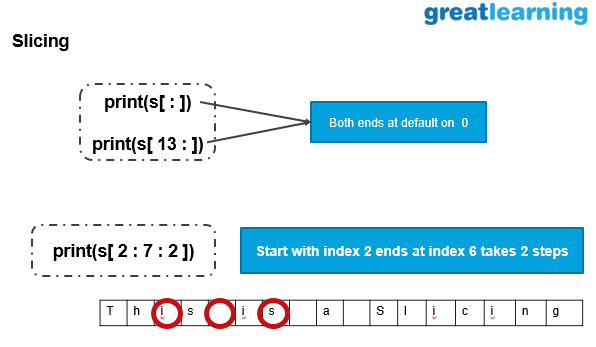 greatlearning
Slicing
print(s[ : ])
Both ends at default on 0
print(s[ 13 : ])
print(s[ 2 : 7 : 2 ])
Start with index 2 ends at index 6 takes 2 steps
T h i s i s a S l i c i n g